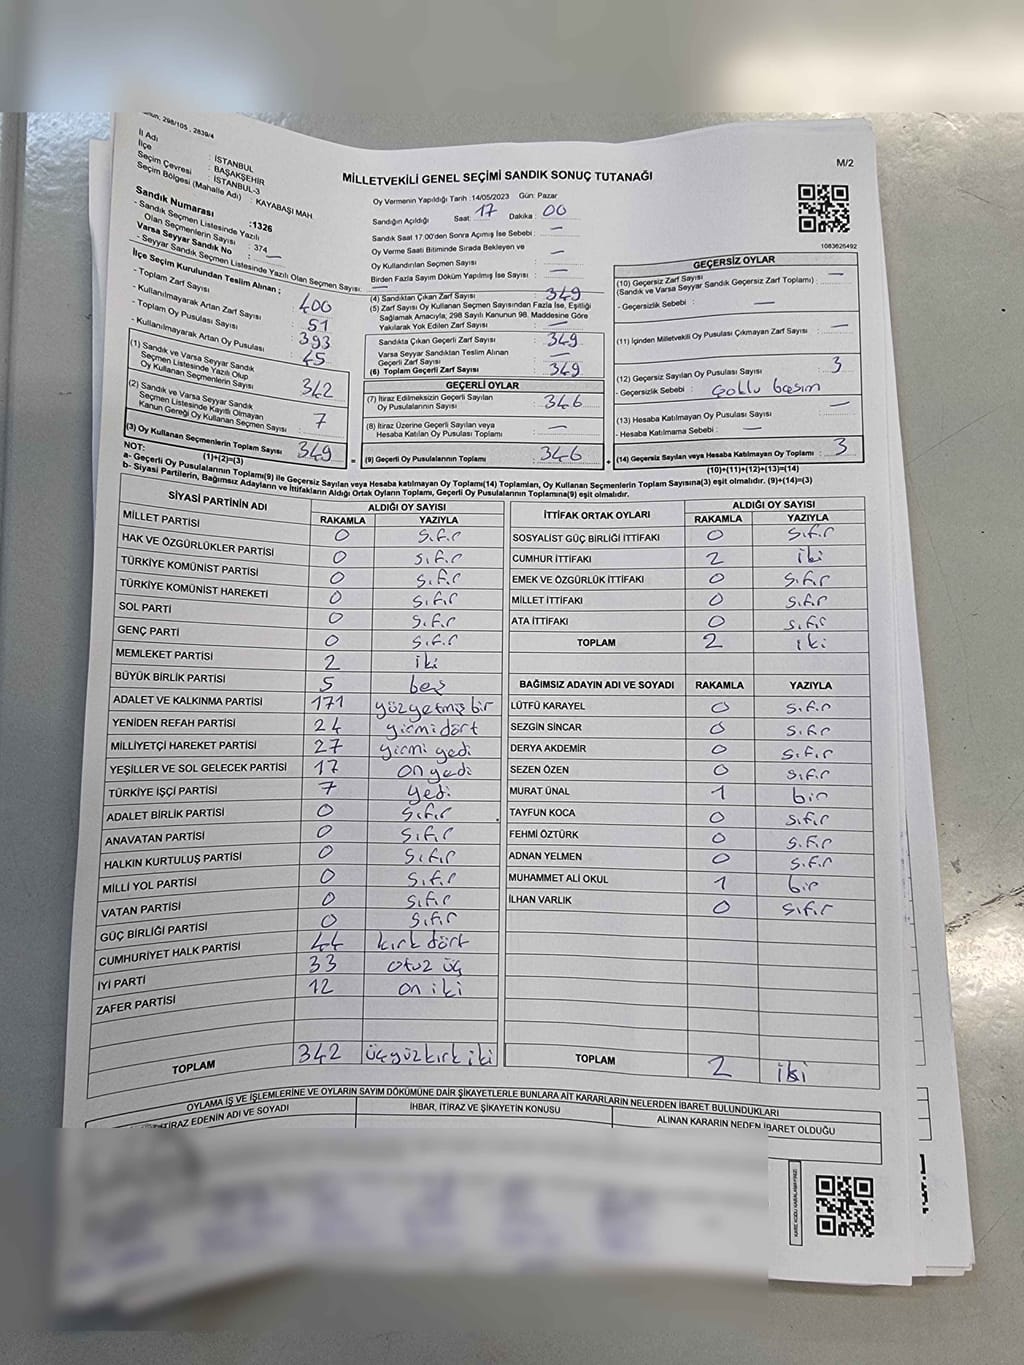 298/105 . 2839/4
İl Adı : İSTANBUL
İlçe : BAŞAKŞEHİR
Seçim Çevresi : İSTANBUL-3
Seçim Bölgesi (Mahalle Adı) : KAYABAŞI MAH
Sandık Numarası :1326
- Sandık Seçmen Listesinde Yazılı
Olan Seçmenlerin Sayısı : 374
Varsa Seyyar Sandık No : —
- Seyyar Sandık Seçmen Listesinde Yazılı Olan Seçmen Sayısı: —
İlçe Seçim Kurulundan Teslim Alınan ;
- Toplam Zarf Sayısı : 400
- Kullanılmayarak Artan Zarf Sayısı : 51
- Toplam Oy Pusulası Sayısı : 393
- Kullanılmayarak Artan Oy Pusulası : 45
(1) Sandık ve Varsa Seyyar Sandık
Seçmen Listesinde Yazılı Olup
Oy Kullanan Seçmenlerin Sayısı : 342
(2) Sandık ve Varsa Seyyar Sandık
Seçmen Listesinde Kayıtlı Olmayan
Kanun Gereği Oy Kullanan Seçmen Sayısı : 7
(3) Oy Kullanan Seçmenlerin Toplam Sayısı : 349
(1)+(2)=(3)
MİLLETVEKİLİ GENEL SEÇİMİ SANDIK SONUÇ TUTANAĞI
M/2
Oy Vermenin Yapıldığı Tarih :14/05/2023 Gün: Pazar
Sandığın Açıldığı Saat: 17 Dakika : 00
Sandık Saat 17.00'den Sonra Açımış İse Sebebi : —
Oy Verme Saati Bitiminde Sırada Bekleyen ve
Oy Kullandırılan Seçmen Sayısı : —
Birden Fazla Sayım Döküm Yapılmış İse Sayısı : —
(4) Sandıktan Çıkan Zarf Sayısı : 349
(5) Zarf Sayısı Oy Kullanan Seçmen Sayısından Fazla İse, Eşitliği
Sağlamak Amacıyla; 298 Sayılı Kanunun 98. Maddesine Göre
Yakılarak Yok Edilen Zarf Sayısı : —
Sandıkta Çıkan Geçerli Zarf Sayısı : 349
Varsa Seyyar Sandıktan Teslim Alınan
Geçerli Zarf Sayısı : —
(6) Toplam Geçerli Zarf Sayısı : 349
GEÇERLİ OYLAR
(7) İtiraz Edilmeksizin Geçerli Sayılan
Oy Pusulalarının Sayısı : 346
(8) İtiraz Üzerine Geçerli Sayılan veya
Hesaba Katılan Oy Pusulası Toplamı : —
= (9) Geçerli Oy Pusulalarının Toplamı : 346
1083626492
GEÇERSİZ OYLAR
(10) Geçersiz Zarf Sayısı
(Sandık ve Varsa Seyyar Sandık Geçersiz Zarf Toplamı) : —
- Geçersizlik Sebebi : —
(11) İçinden Milletvekili Oy Pusulası Çıkmayan Zarf Sayısı : —
(12) Geçersiz Sayılan Oy Pusulası Sayısı : 3
- Geçersizlik Sebebi : Çoklu basım
(13) Hesaba Katılmayan Oy Pusulası Sayısı : —
- Hesaba Katılmama Sebebi : —
+ (14) Geçersiz Sayılan veya Hesaba Katılmayan Oy Toplamı : 3
(10)+(11)+(12)+(13)=(14)
NOT:
a- Geçerli Oy Pusulalarının Toplamı(9) ile Geçersiz Sayılan veya Hesaba Katılmayan Oy Toplamı(14) Toplamları, Oy Kullanan Seçmenlerin Toplam Sayısına(3) eşit olmalıdır. (9)+(14)=(3)
b- Siyasi Partilerin, Bağımsız Adayların ve İttifakların Aldığı Ortak Oyların Toplamı, Geçerli Oy Pusulalarının Toplamına(9) eşit olmalıdır.
SİYASİ PARTİNİN ADI ALDIĞI OY SAYISI
RAKAMLA YAZIYLA
MİLLET PARTİSİ 0 sıfır
HAK VE ÖZGÜRLÜKLER PARTİSİ 0 sıfır
TÜRKİYE KOMÜNİST PARTİSİ 0 sıfır
TÜRKİYE KOMÜNİST HAREKETİ 0 sıfır
SOL PARTİ 0 sıfır
GENÇ PARTİ 0 sıfır
MEMLEKET PARTİSİ 2 iki
BÜYÜK BİRLİK PARTİSİ 5 beş
ADALET VE KALKINMA PARTİSİ 171 yüzyetmiş bir
YENİDEN REFAH PARTİSİ 24 yirmi dört
MİLLİYETÇİ HAREKET PARTİSİ 27 yirmi yedi
YEŞİLLER VE SOL GELECEK PARTİSİ 17 on yedi
TÜRKİYE İŞÇİ PARTİSİ 7 yedi
ADALET BİRLİK PARTİSİ 0 sıfır
ANAVATAN PARTİSİ 0 sıfır
HALKIN KURTULUŞ PARTİSİ 0 sıfır
MİLLİ YOL PARTİSİ 0 sıfır
VATAN PARTİSİ 0 sıfır
GÜÇ BİRLİĞİ PARTİSİ 0 sıfır
CUMHURİYET HALK PARTİSİ 44 kırk dört
İYİ PARTİ 33 otuz üç
ZAFER PARTİSİ 12 on iki
TOPLAM 342 üçyüzkırk iki
İTTİFAK ORTAK OYLARI ALDIĞI OY SAYISI
RAKAMLA YAZIYLA
SOSYALİST GÜÇ BİRLİĞİ İTTİFAKI 0 sıfır
CUMHUR İTTİFAKI 2 iki
EMEK VE ÖZGÜRLÜK İTTİFAKI 0 sıfır
MİLLET İTTİFAKI 0 sıfır
ATA İTTİFAKI 0 sıfır
TOPLAM 2 iki
BAĞIMSIZ ADAYIN ADI VE SOYADI RAKAMLA YAZIYLA
LÜTFÜ KARAYEL 0 sıfır
SEZGİN SİNCAR 0 sıfır
DERYA AKDEMİR 0 sıfır
SEZEN ÖZEN 0 sıfır
MURAT ÜNAL 1 bir
TAYFUN KOCA 0 sıfır
FEHMİ ÖZTÜRK 0 sıfır
ADNAN YELMEN 0 sıfır
MUHAMMET ALİ OKUL 1 bir
İLHAN VARLIK 0 sıfır
TOPLAM 2 iki
OYLAMA İŞ VE İŞLEMLERİNE VE OYLARIN SAYIM DÖKÜMÜNE DAİR ŞİKAYETLERLE BUNLARA AİT KARARLARIN NELERDEN İBARET BULUNDUKLARI
İTİRAZ EDENİN ADI VE SOYADI İHBAR, İTİRAZ VE ŞİKAYETİN KONUSU ALINAN KARARIN NEDEN İBARET OLDUĞU